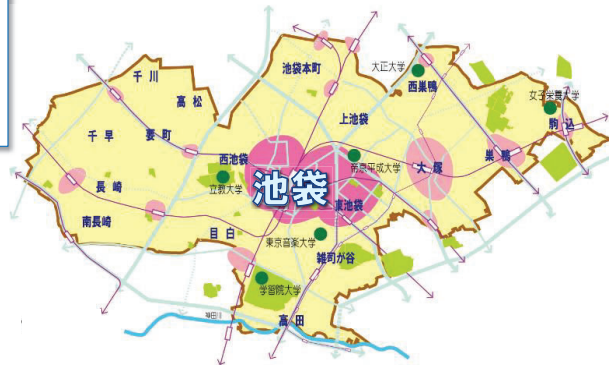 千川
高松
池袋本町
大正大学
西巣鴨
女子栄養大学
駒込
千早
要町
上池袋
西池袋
帝京平成大学
大塚
巣鴨
長崎
立教大学
池袋
東池袋
南長崎
目白
東京音楽大学
雑司が谷
学習院大学
神田川
高田